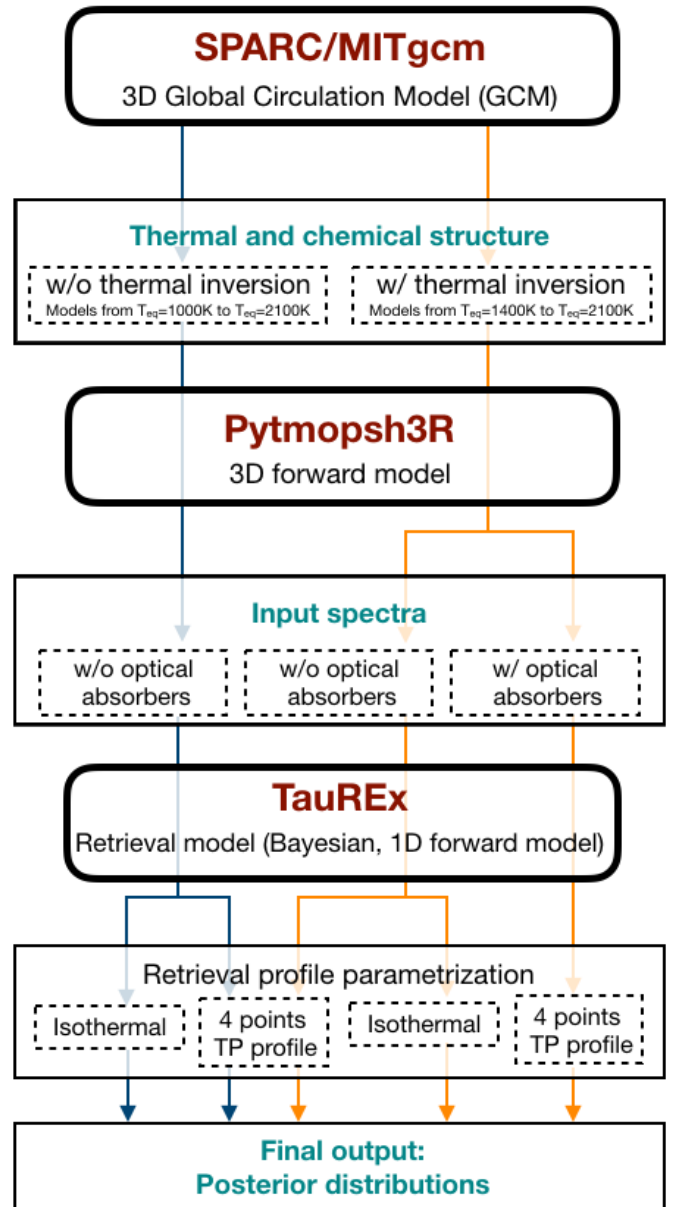 SPARC/MITgcm
3D Global Circulation Model (GCM)
Thermal and chemical structure
w/o thermal inversion
Models from Teq=1000K to Teq=2100K
w/ thermal inversion
Models from Teq=1400K to Teq=2100K
Pytmopsh3R
3D forward model
Input spectra
w/o optical
absorbers
w/o optical
absorbers
w/ optical
absorbers
TauREx
Retrieval model (Bayesian, 1D forward model)
Retrieval profile parametrization
Isothermal
4 points
TP profile
Isothermal
4 points
TP profile
Final output:
Posterior distributions